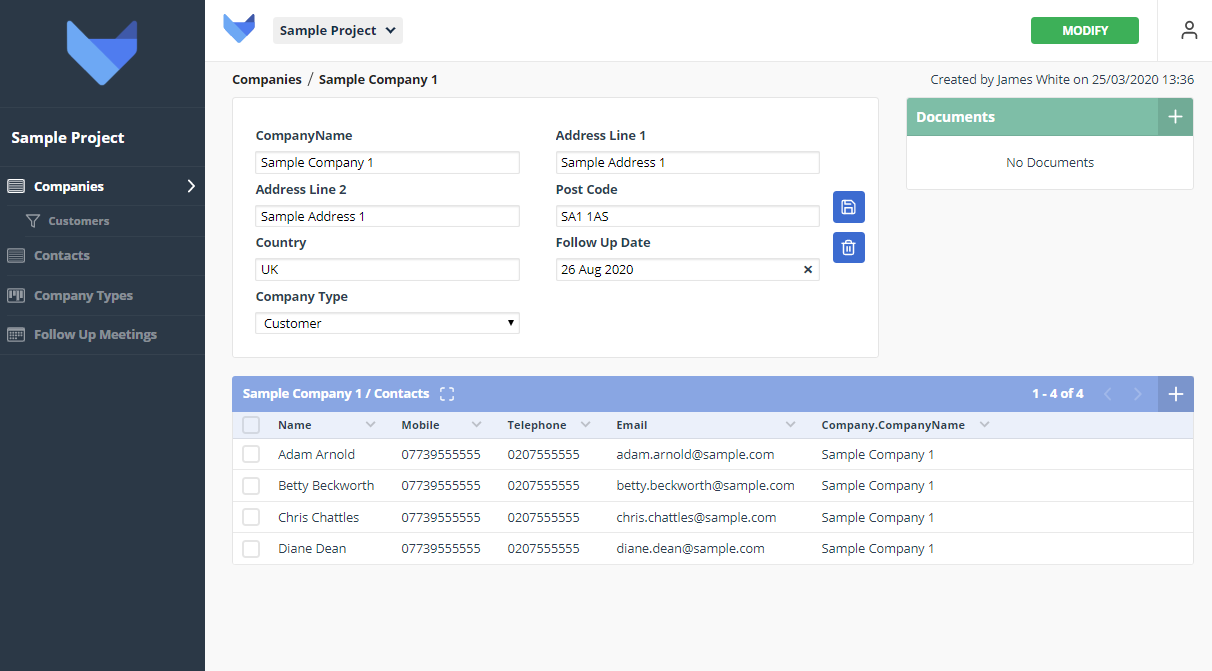 Sample Project
MODIFY
Sample Project
Companies
Customers
Contacts
Company Types
Follow Up Meetings
Companies / Sample Company 1
Created by James White on 25/03/2020 13:36
CompanyName
Sample Company 1
Address Line 1
Sample Address 1
Address Line 2
Sample Address 1
Post Code
SA1 1AS
Country
UK
Follow Up Date
26 Aug 2020
Company Type
Customer
Documents
No Documents
Sample Company 1 / Contacts 1 - 4 of 4
Name Mobile Telephone Email Company.CompanyName
Adam Arnold 07739555555 0207555555 adam.arnold@sample.com Sample Company 1
Betty Beckworth 07739555555 0207555555 betty.beckworth@sample.com Sample Company 1
Chris Chattles 07739555555 0207555555 chris.chattles@sample.com Sample Company 1
Diane Dean 07739555555 0207555555 diane.dean@sample.com Sample Company 1